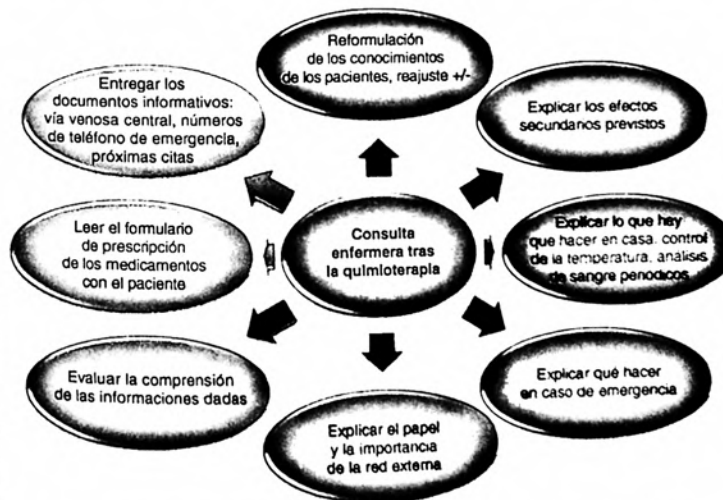 Reformulación
de los conocimientos
de los pacientes, reajuste +/-
Explicar los efectos
secundarios previstos
Explicar lo que hay
que hacer en casa: control
de la temperatura, análisis
de sangre periódicos
Explicar qué hacer
en caso de emergencia
Explicar el papel
y la importancia
de la red externa
Evaluar la comprensión
de las informaciones dadas
Leer el formulario
de prescripción
de los medicamentos
con el paciente
Entregar los
documentos informativos:
vía venosa central, números
de teléfono de emergencia,
próximas citas
Consulta
enfermera tras
la quimioterapia